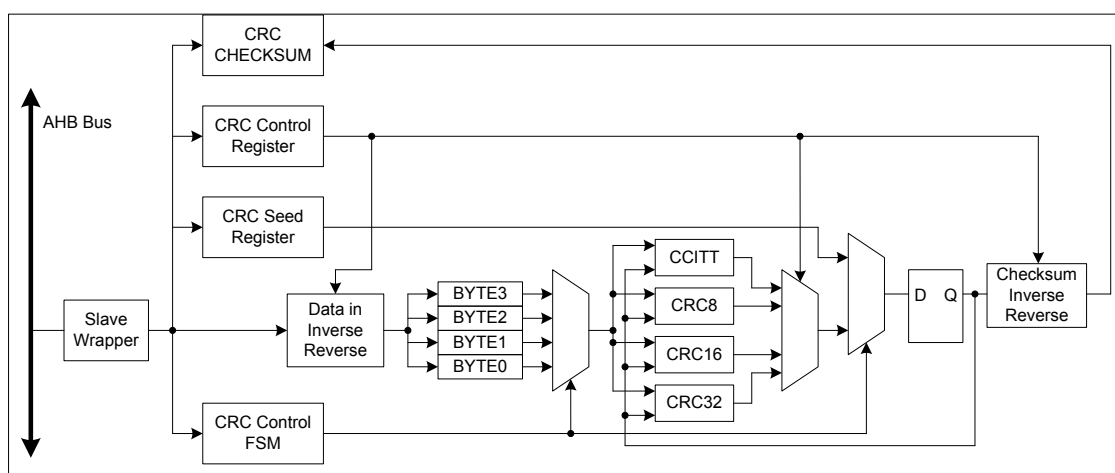 CRC
CHECKSUM
AHB Bus
CRC Control
Register
CRC Seed
Register
Slave
Wrapper
Data in
Inverse
Reverse
BYTE3
BYTE2
BYTE1
BYTE0
CCITT
CRC8
CRC16
CRC32
D Q
Checksum
Inverse
Reverse
CRC Control
FSM